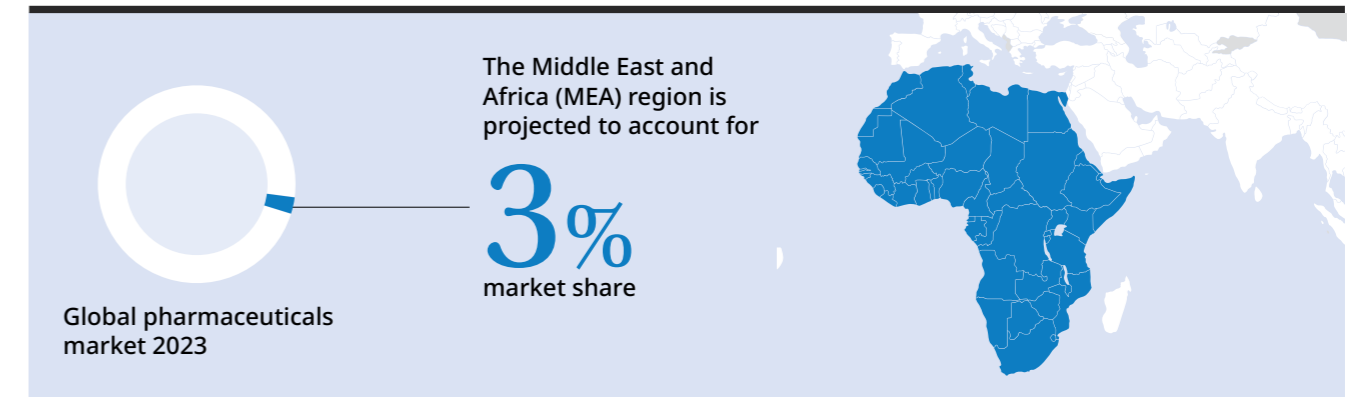 The Middle East and
Africa (MEA) region is
projected to account for
3%
market share
Global pharmaceuticals
market 2023